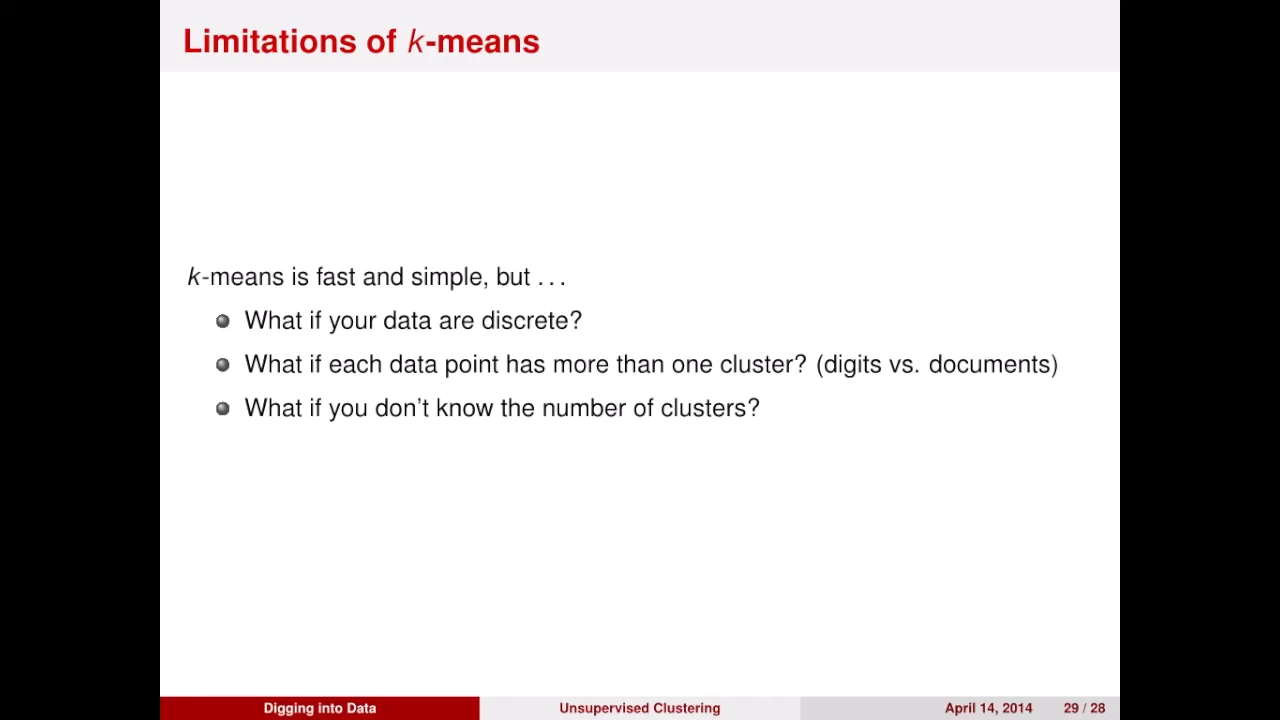 Limitations of k-means
k-means is fast and simple, but . . .
What if your data are discrete?
What if each data point has more than one cluster? (digits vs. documents)
What if you don't know the number of clusters?
Digging into Data
Unsupervised Clustering
April 14, 2014
29 / 28